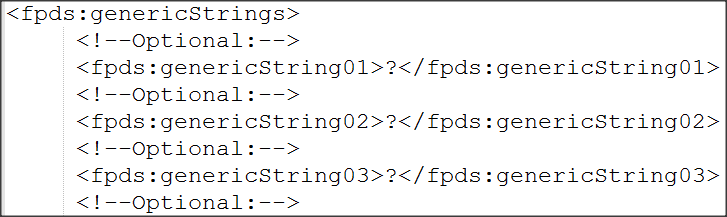 <fpds:genericStrings>
<!--Optional:-->
<fpds:genericString01>?</fpds:genericString01>
<!--Optional:-->
<fpds:genericString02>?</fpds:genericString02>
<!--Optional:-->
<fpds:genericString03>?</fpds:genericString03>
<!--Optional:-->